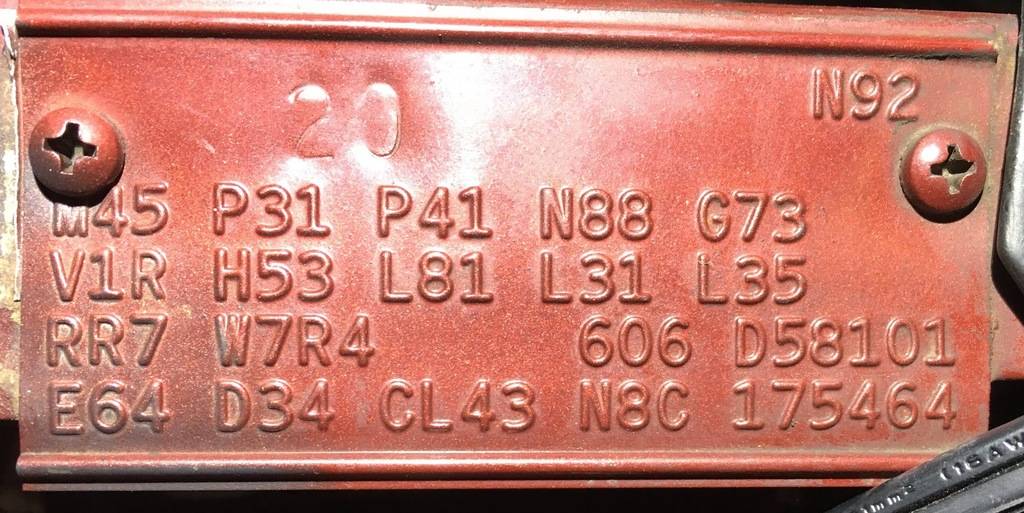 20 N92
M45 P31 P41 N88 G73
V1R H53 L81 L31 L35
RR7 W7R4 606 D58101
E64 D34 CL43 N8C 175464
(18AW